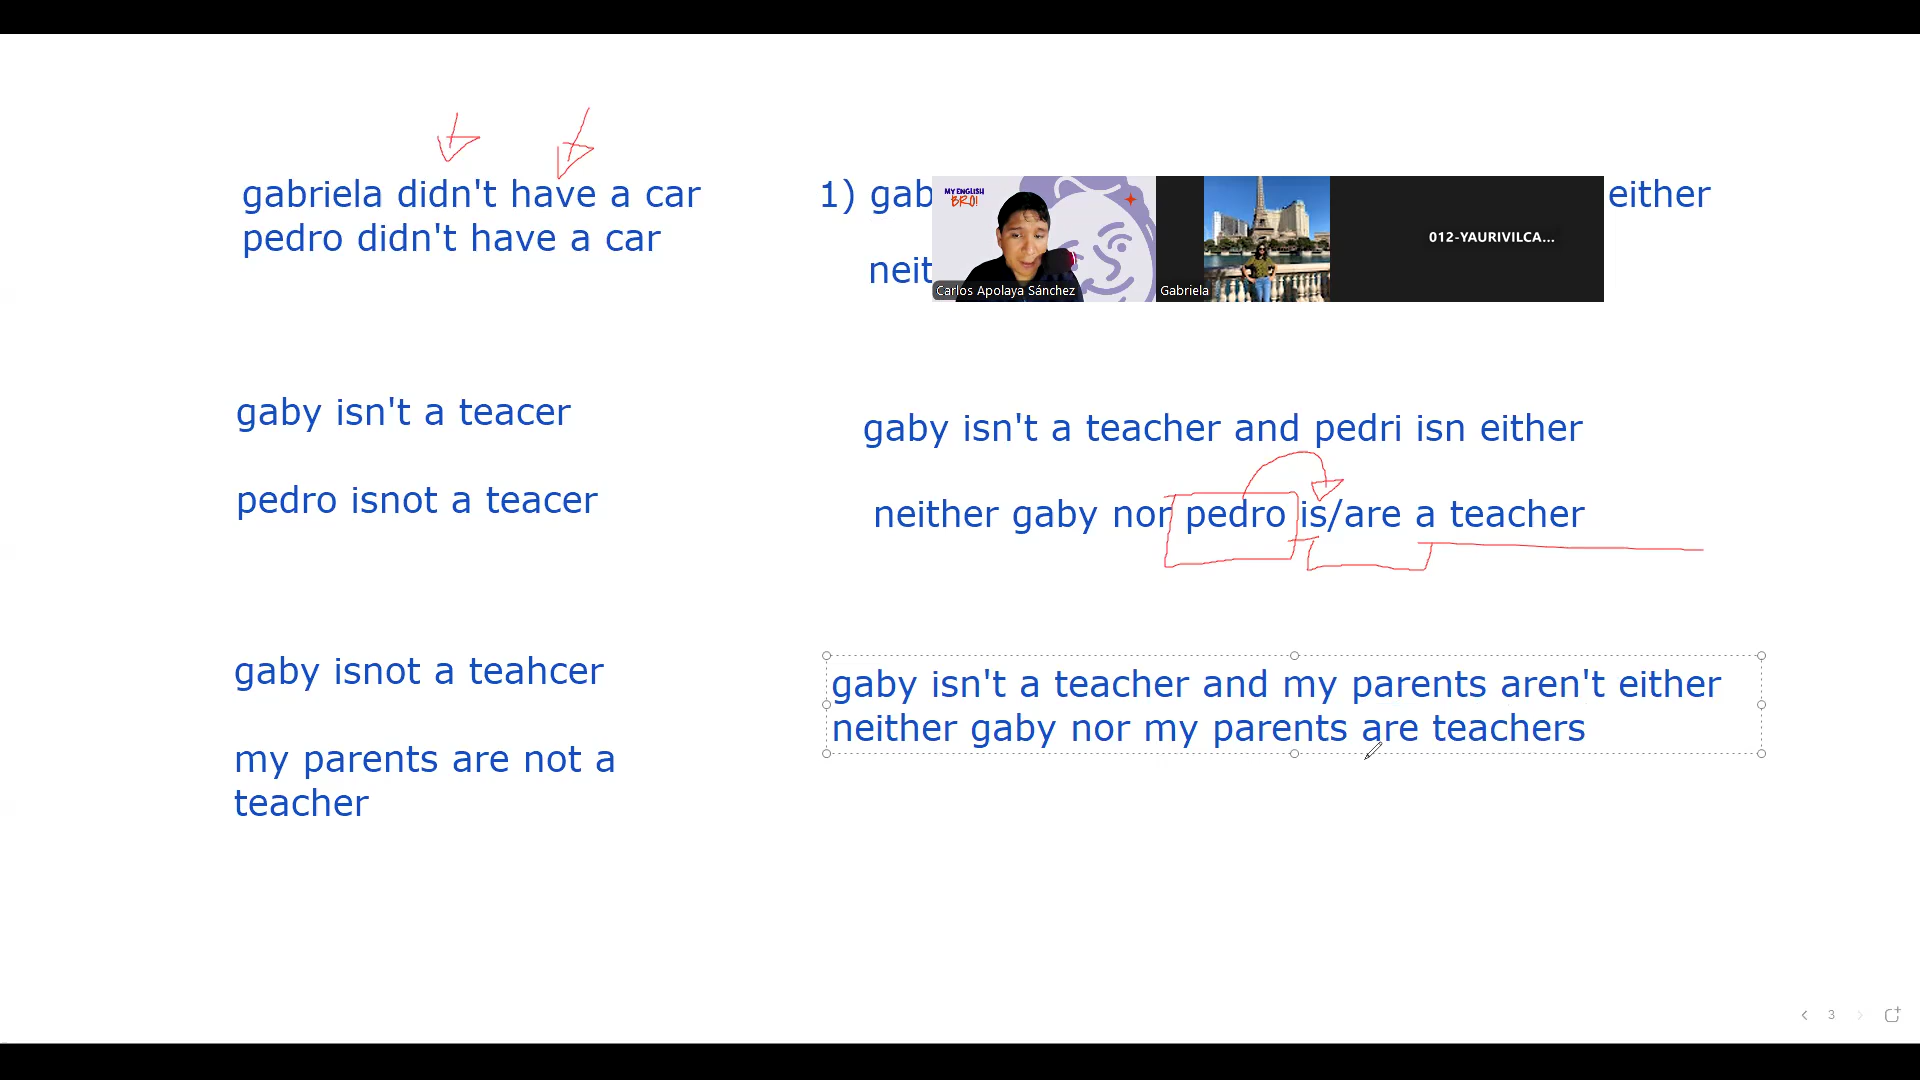 gabriela didn't have a car
pedro didn't have a car
gaby isn't a teacer
pedro isnot a teacer
gaby isnot a teahcer
my parents are not a
teacher
1) gab
either
neit
MY ENGLISH
BRO!
Carlos Apolaya Sánchez
Gabriela
012-YAURIVILCA...
gaby isn't a teacher and pedri isn either
neither gaby nor pedro is/are a teacher
gaby isn't a teacher and my parents aren't either
neither gaby nor my parents are teachers
3